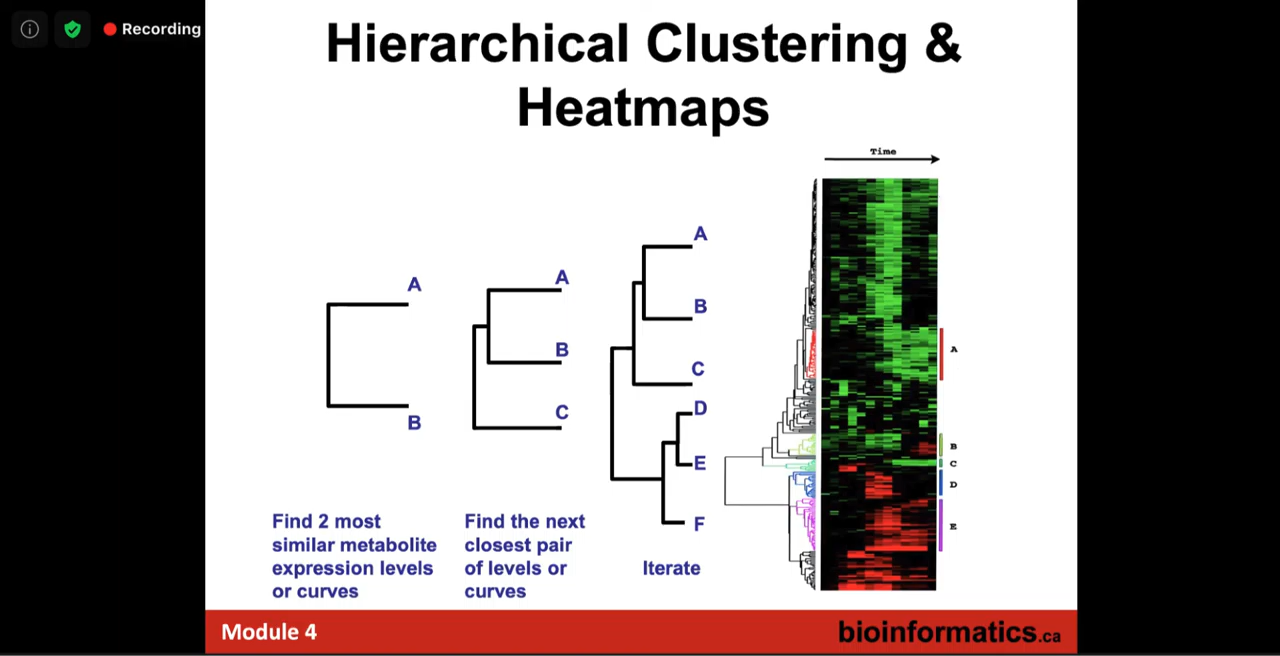 Recording
Hierarchical Clustering &
Heatmaps
Time
A
B
A
B
C
A
B
C
D
E
F
A
B
C
D
E
Find 2 most
similar metabolite
expression levels
or curves
Find the next
closest pair
of levels or
curves
Iterate
Module 4
bioinformatics.ca